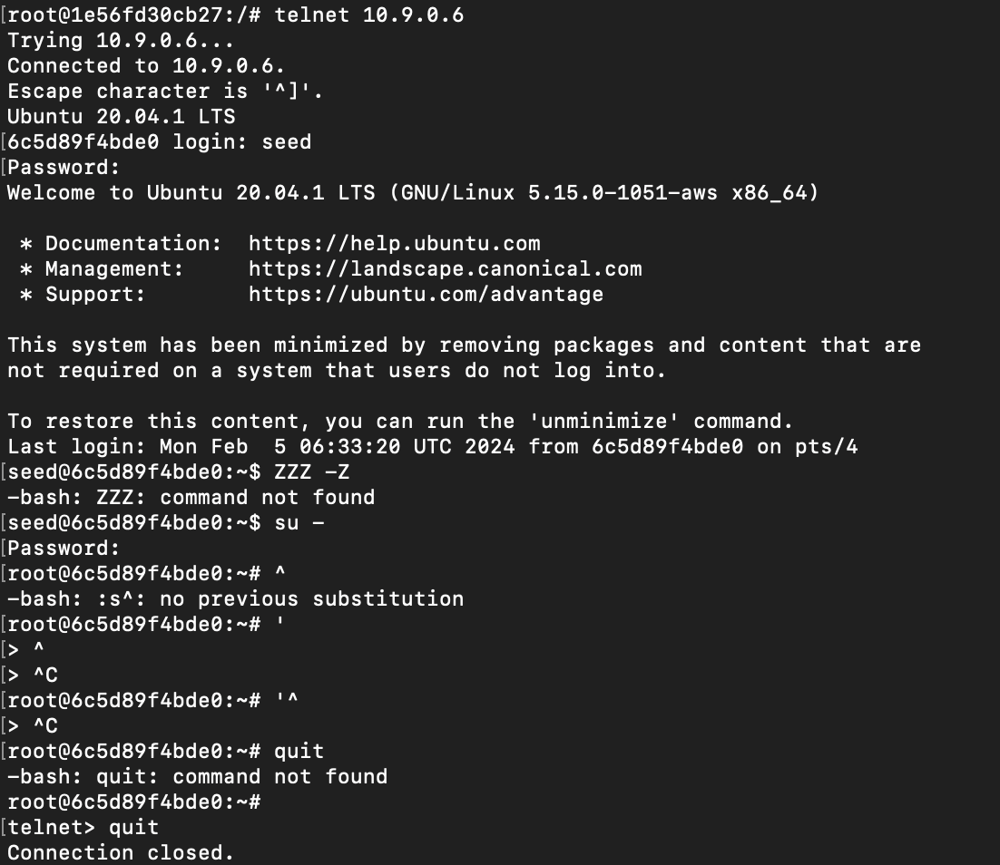 [root@1e56fd30cb27:/# telnet 10.9.0.6
Trying 10.9.0.6...
Connected to 10.9.0.6.
Escape character is '^]'.
Ubuntu 20.04.1 LTS
[6c5d89f4bde0 login: seed
[Password:
Welcome to Ubuntu 20.04.1 LTS (GNU/Linux 5.15.0-1051-aws x86_64)
* Documentation:  https://help.ubuntu.com
* Management:     https://landscape.canonical.com
* Support:        https://ubuntu.com/advantage
This system has been minimized by removing packages and content that are
not required on a system that users do not log into.
To restore this content, you can run the 'unminimize' command.
Last login: Mon Feb  5 06:33:20 UTC 2024 from 6c5d89f4bde0 on pts/4
[seed@6c5d89f4bde0:~$ ZZZ -Z
-bash: ZZZ: command not found
[seed@6c5d89f4bde0:~$ su -
[Password:
[root@6c5d89f4bde0:~# ^
-bash: :s^: no previous substitution
[root@6c5d89f4bde0:~# '
[> ^
[> ^C
[root@6c5d89f4bde0:~# '^
[> ^C
[root@6c5d89f4bde0:~# quit
-bash: quit: command not found
root@6c5d89f4bde0:~#
[telnet> quit
Connection closed.